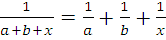 1/(a+b+x) = 1/a + 1/b + 1/x